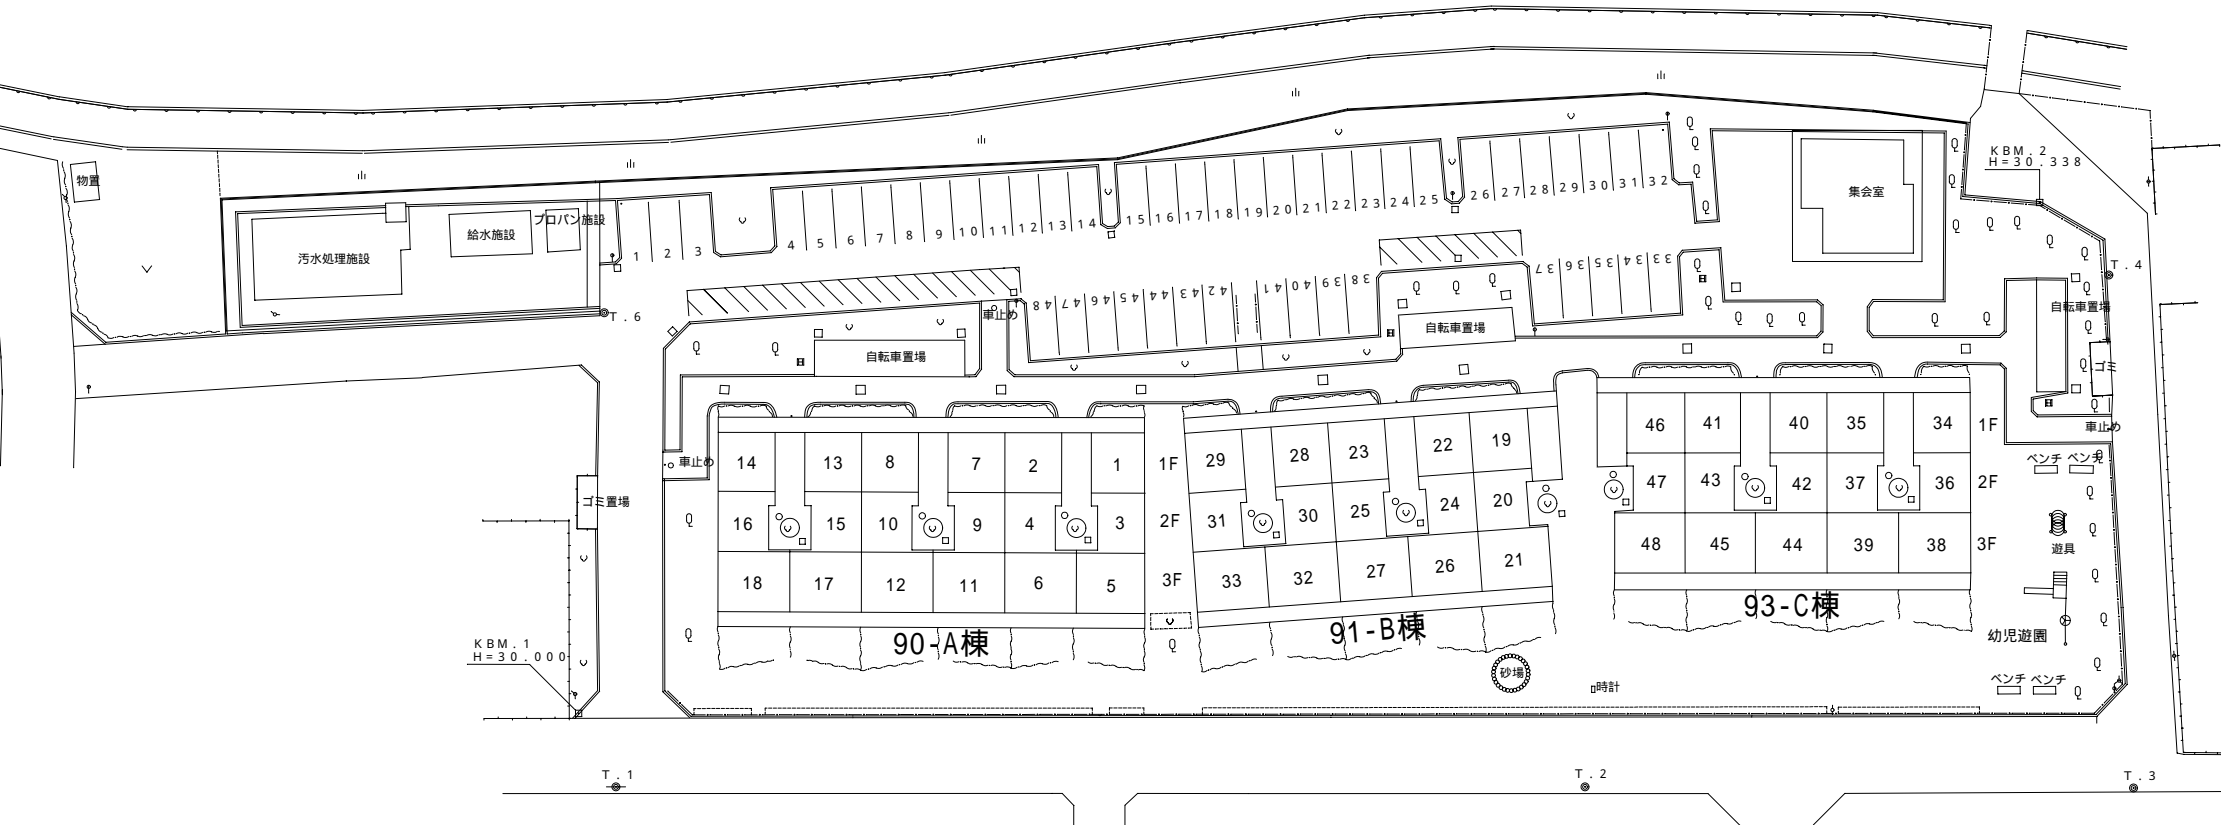 KBM.2
H=30.338
物置
プロパン施設
給水施設
汚水処理施設
集会室
1 2 3
4 5 6 7 8 9 10 11 12 13 14
15 16 17 18 19 20 21 22 23 24 25
26 27 28 29 30 31 32
37 36 35 34 33
48 47 46 45 44 43 42
41 40 39 38
T.4
T.6
車止め
自転車置場
自転車置場
自転車置場
ゴミ
車止め
車止め
ゴミ置場
14 13 8 7 2 1 1F
16 15 10 9 4 3 2F
18 17 12 11 6 5 3F
90-A棟
29 28 23 22 19
31 30 25 24 20
33 32 27 26 21
91-B棟
46 41 40 35 34 1F
47 43 42 37 36 2F
48 45 44 39 38 3F
93-C棟
ベンチ ベンチ
遊具
幼児遊園
ベンチ ベンチ
砂場
時計
KBM.1
H=30.000
T.1
T.2
T.3